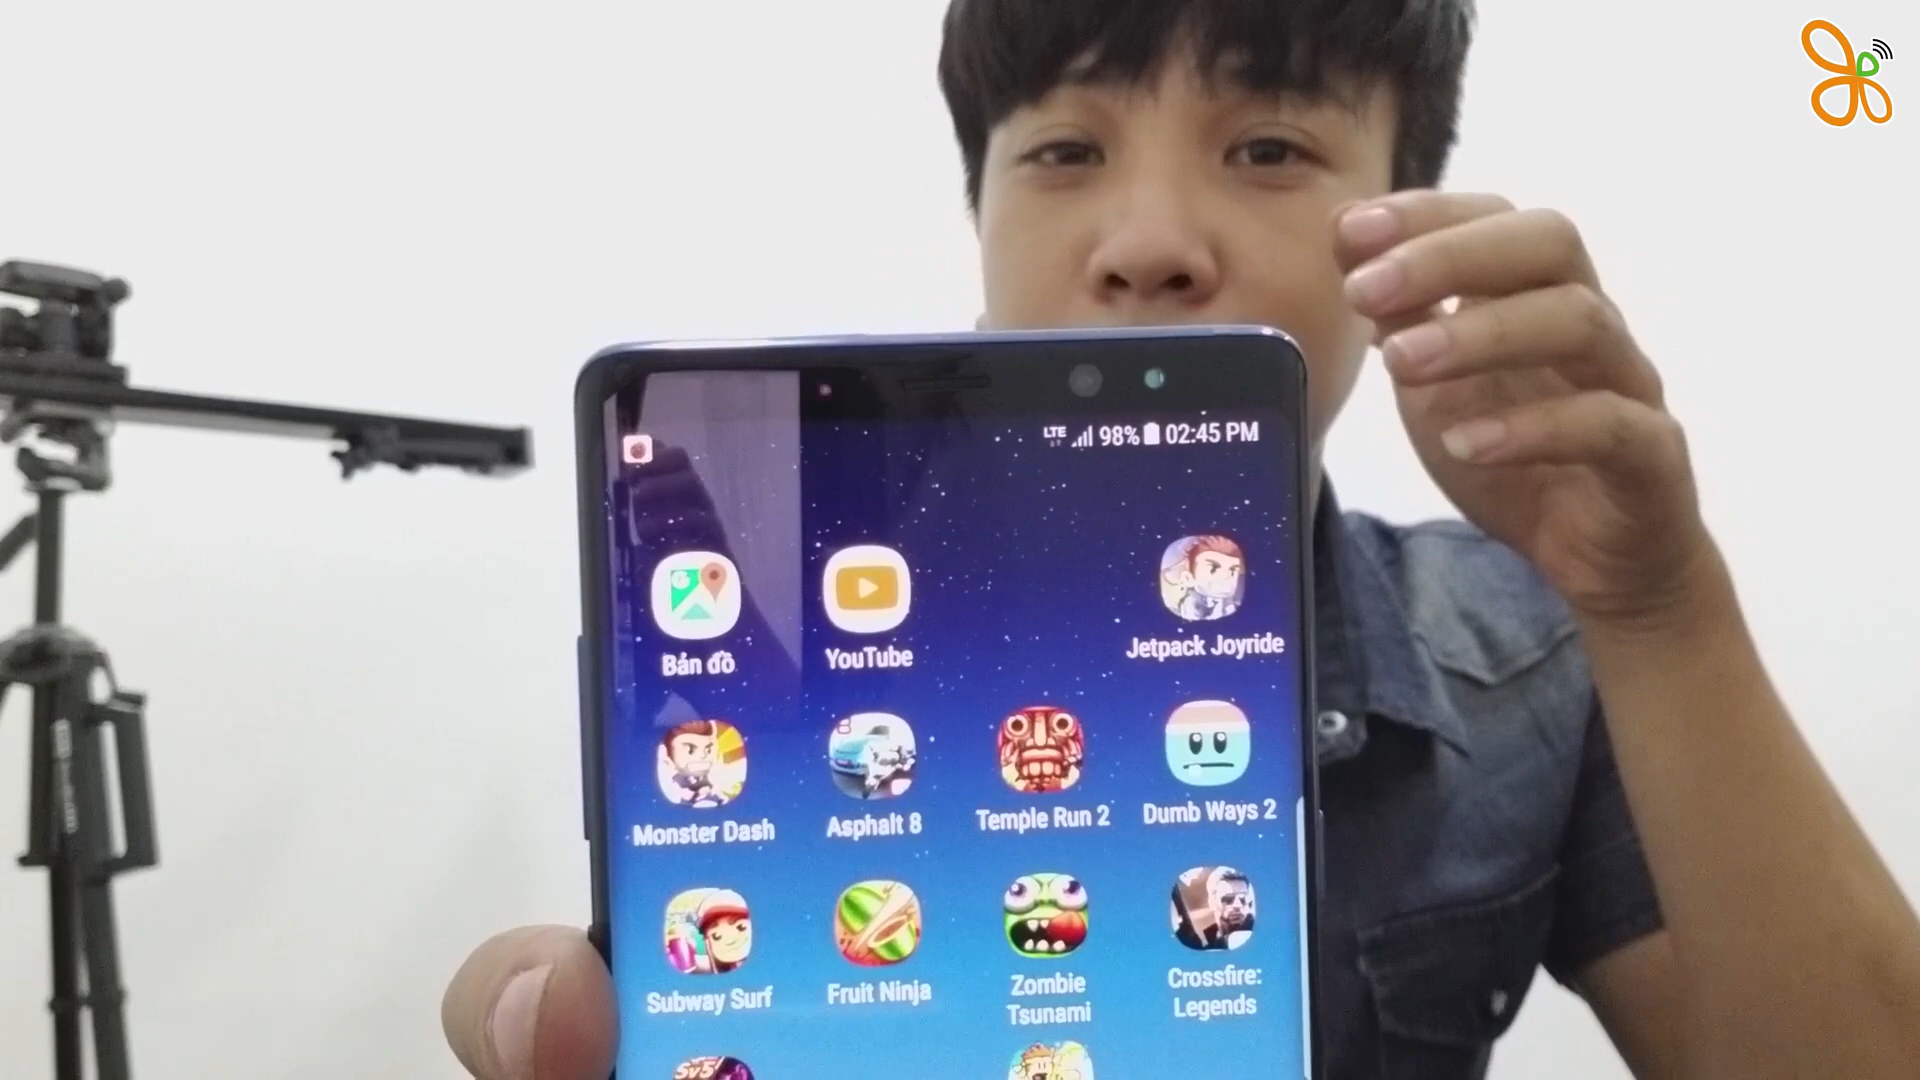 LTE 98% 02:45 PM
Bản đồ
YouTube
Jetpack Joyride
Monster Dash
Asphalt 8
Temple Run 2
Dumb Ways 2
Subway Surf
Fruit Ninja
Zombie
Tsunami
Crossfire:
Legends
5v5